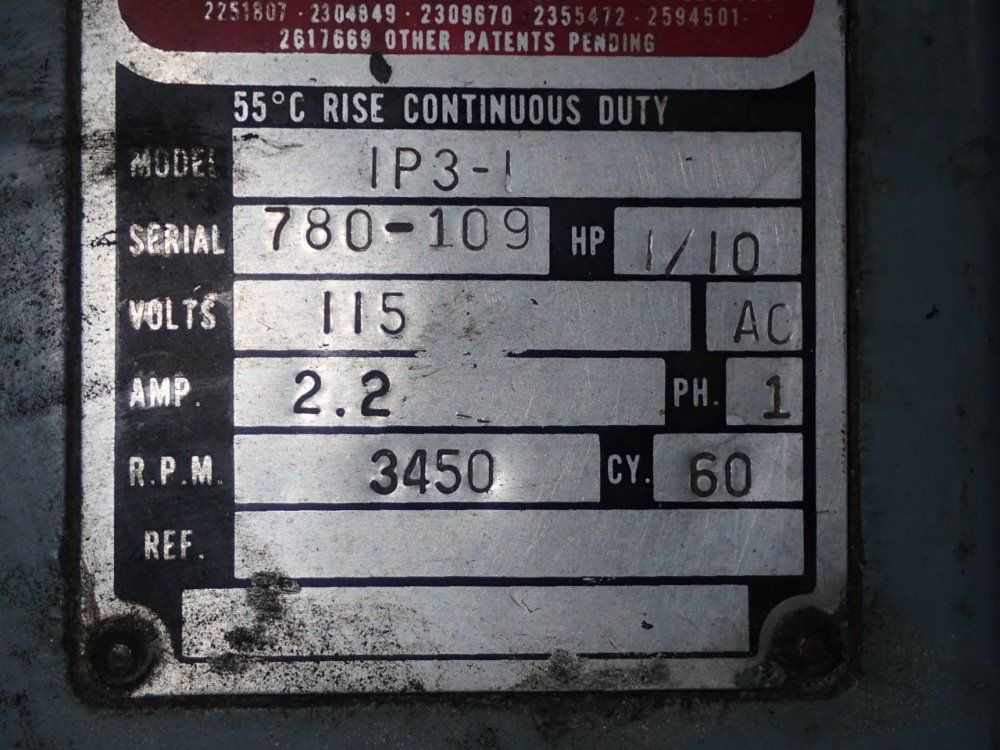 2251807 · 2304849 · 2309670 · 2355472 · 2594501 ·
2617669 OTHER PATENTS PENDING
55°C RISE CONTINUOUS DUTY
MODEL 1P3-1
SERIAL 780-109 HP 1/10
VOLTS 115 AC
AMP. 2.2 PH. 1
R.P.M. 3450 CY. 60
REF.